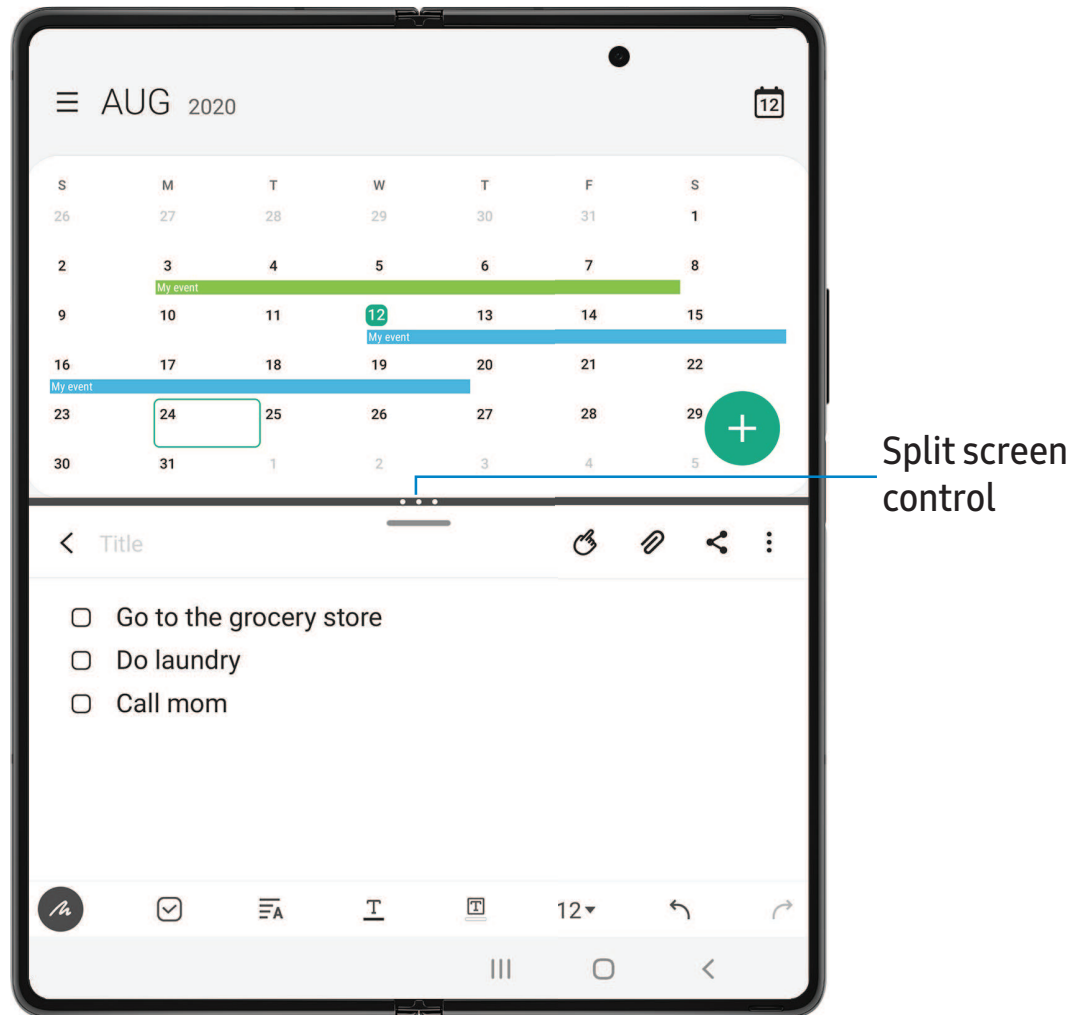 AUG 2020
12
S M T W T F S
26 27 28 29 30 31 1
2 3 4 5 6 7 8
My event
9 10 11 12 13 14 15
My event
16 17 18 19 20 21 22
My event
23 24 25 26 27 28 29
30 31 1 2 3 4 5
Split screen
control
Title
Go to the grocery store
Do laundry
Call mom
A T T 12